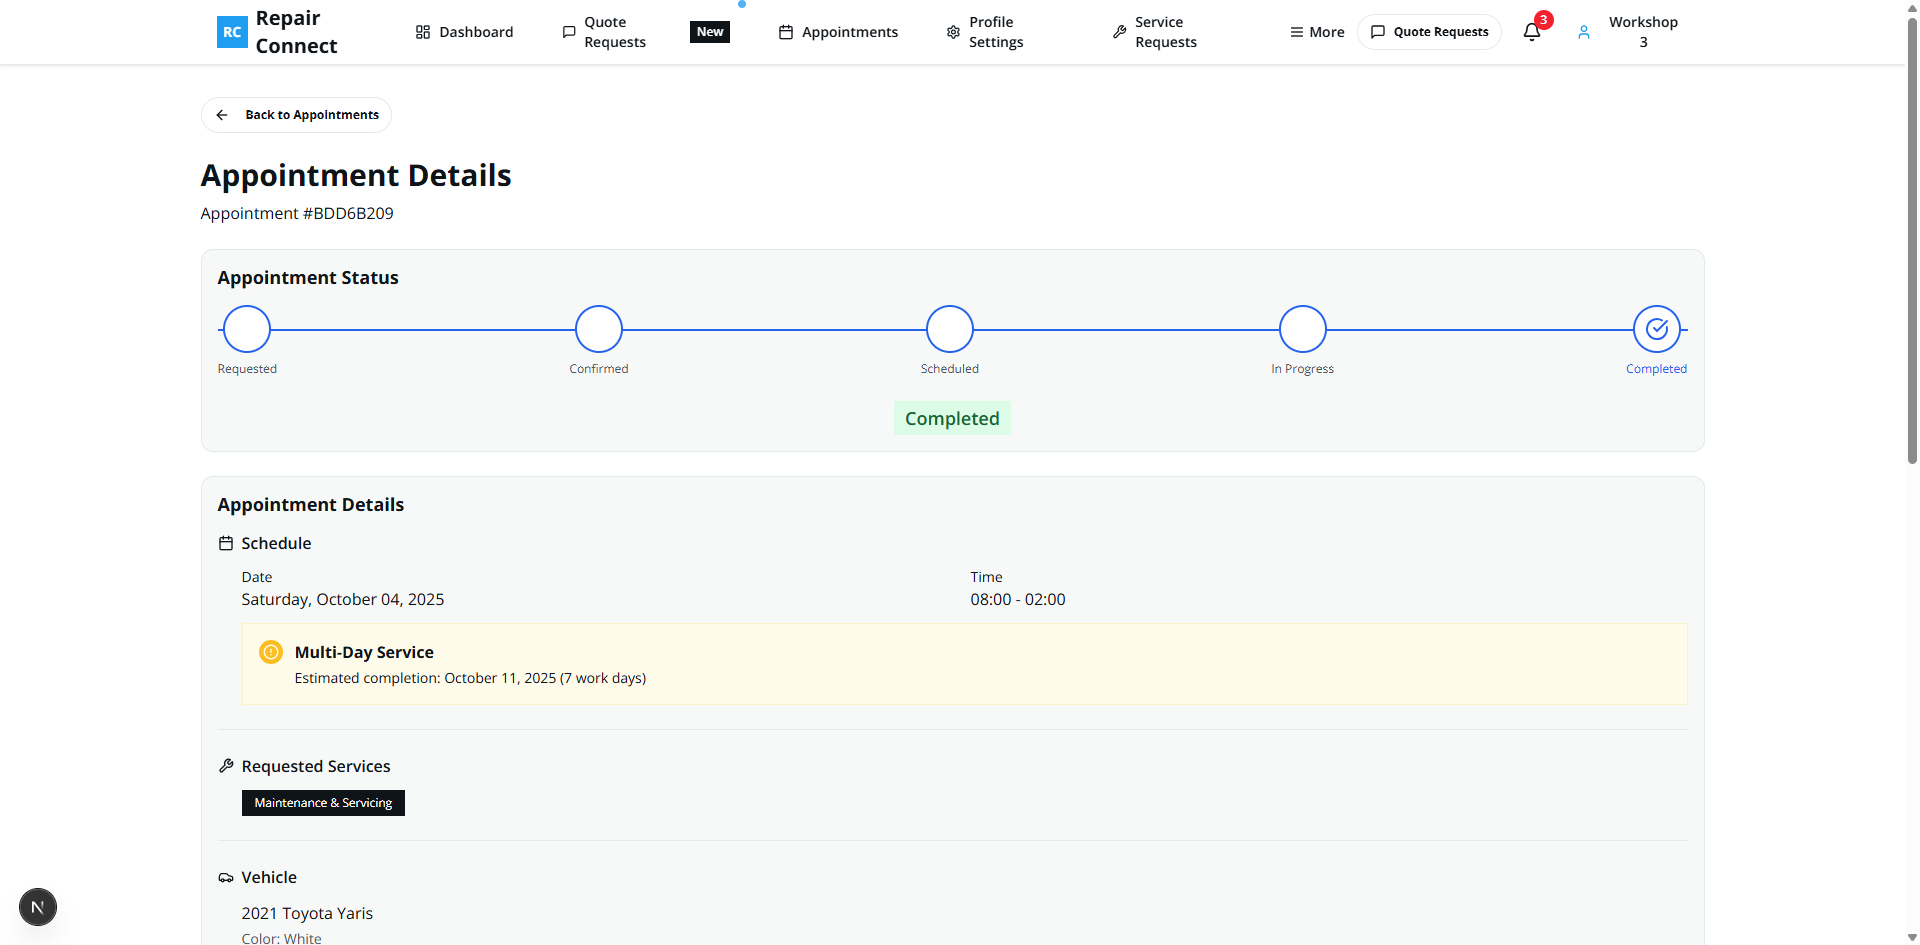 RC
Repair
Connect
Dashboard
Quote
Requests
New
Appointments
Profile
Settings
Service
Requests
More
Quote Requests
3
Workshop
3
Back to Appointments
Appointment Details
Appointment #BDD6B209
Appointment Status
Requested
Confirmed
Scheduled
In Progress
Completed
Completed
Appointment Details
Schedule
Date
Time
Saturday, October 04, 2025
08:00 - 02:00
Multi-Day Service
Estimated completion: October 11, 2025 (7 work days)
Requested Services
Maintenance & Servicing
Vehicle
2021 Toyota Yaris
Color: White
N